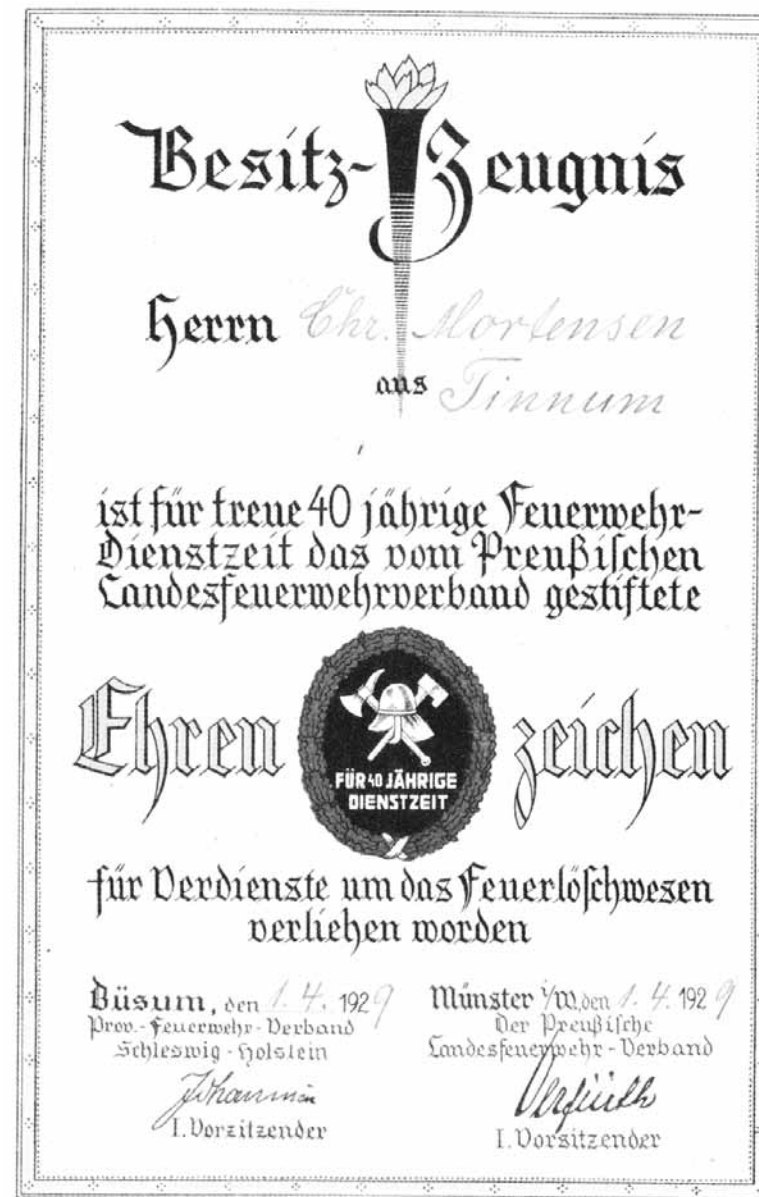 Besitz-Zeugnis
Herrn Chr. Mortensen
aus Tinnum
ist für treue 40 jährige Feuerwehr-
Dienstzeit das vom Preußischen
Landesfeuerwehrverband gestiftete
Ehren zeichen
FÜR 40 JÄHRIGE
DIENSTZEIT
für Verdienste um das Feuerlöschwesen
verliehen worden
Büsum, den 1. 4. 1929
Prov.-Feuerwehr-Verband
Schleswig-Holstein
I. Vorsitzender
Münster i/W, den 1. 4. 1929
Der Preußische
Landesfeuerwehr-Verband
I. Vorsitzender